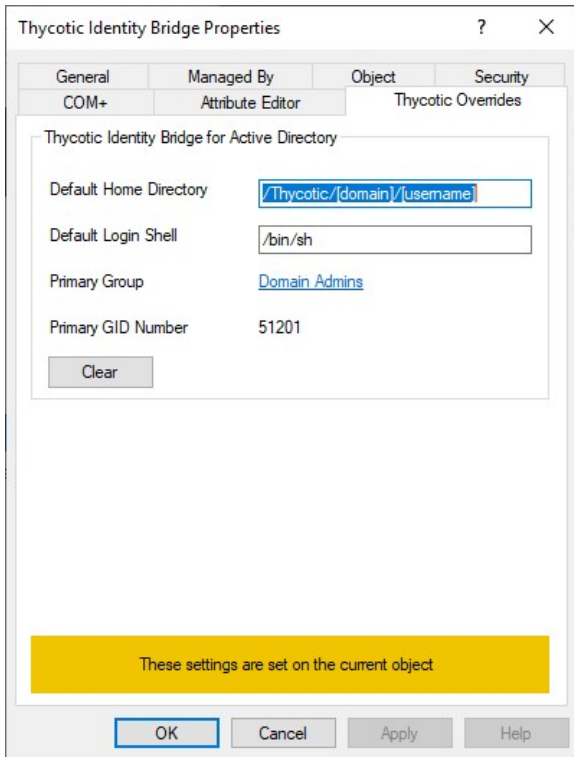 Thycotic Identity Bridge Properties ? ×
General Managed By Object Security
COM+ Attribute Editor Thycotic Overrides
Thycotic Identity Bridge for Active Directory
Default Home Directory /Thycotic/[domain]/[username]
Default Login Shell /bin/sh
Primary Group Domain Admins
Primary GID Number 51201
Clear
These settings are set on the current object
OK Cancel Apply Help